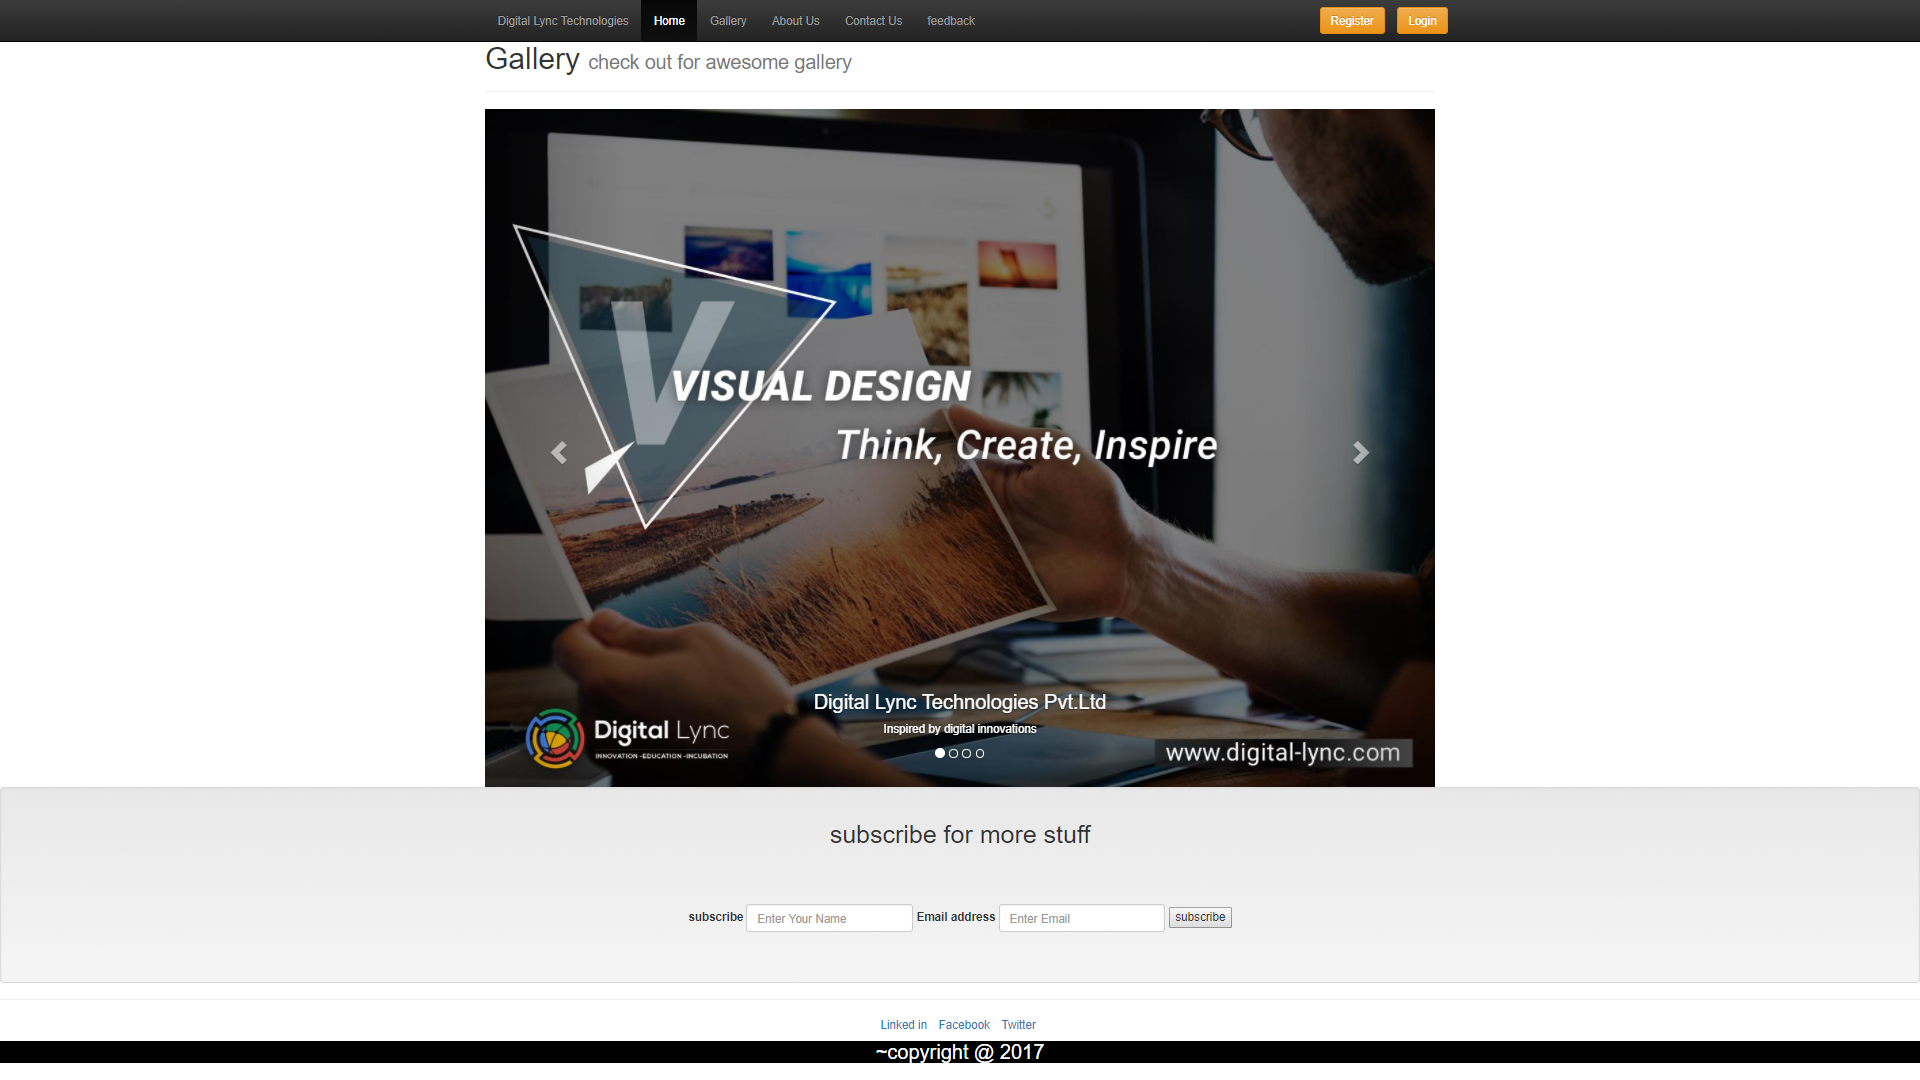 Digital Lync Technologies Home Gallery About Us Contact Us feedback Register Login
Gallery check out for awesome gallery
V
VISUAL DESIGN
Think, Create, Inspire
Digital Lync Technologies Pvt.Ltd
Inspired by digital innovations
Digital Lync
INNOVATION -EDUCATION -INCUBATION
www.digital-lync.com
subscribe for more stuff
subscribe Enter Your Name Email address Enter Email subscribe
Linked in Facebook Twitter
~copyright @ 2017